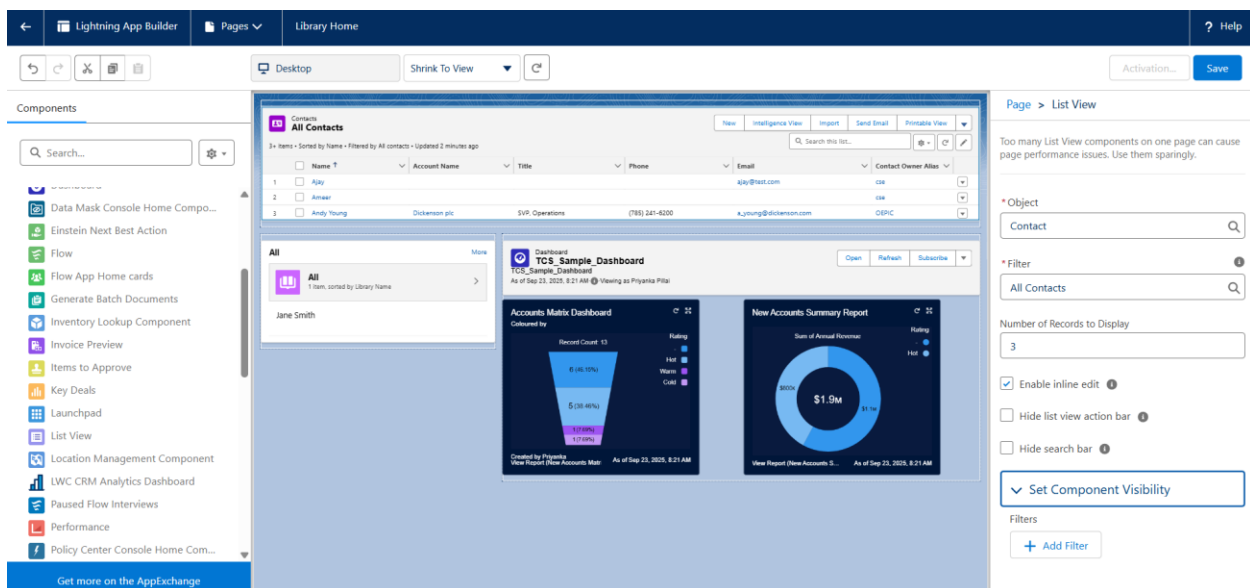 Lightning App Builder
Pages
Library Home
? Help
Desktop
Shrink To View
Activation...
Save
Components
Search...
Data Mask Console Home Compo...
Einstein Next Best Action
Flow
Flow App Home cards
Generate Batch Documents
Inventory Lookup Component
Invoice Preview
Items to Approve
Key Deals
Launchpad
List View
Location Management Component
LWC CRM Analytics Dashboard
Paused Flow Interviews
Performance
Policy Center Console Home Com...
Get more on the AppExchange
Contacts
All Contacts
New
Intelligence View
Import
Send Email
Printable View
3+ items • Sorted by Name • Filtered by All contacts • Updated 2 minutes ago
Search this list...
Name ↑ Account Name Title Phone Email Contact Owner Alias
1 Ajay ajay@test.com cse
2 Ameer cse
3 Andy Young Dickenson plc SVP, Operations (785) 241-6200 a_young@dickenson.com OEPIC
All
More
All
1 item, sorted by Library Name
Jane Smith
Dashboard
TCS_Sample_Dashboard
TCS_Sample_Dashboard
As of Sep 23, 2025, 8:21 AM Viewing as Priyanka Pillai
Open
Refresh
Subscribe
Accounts Matrix Dashboard
Coloured by
Record Count: 13
Rating
-
Hot
Warm
Cold
6 (46.15%)
5 (38.46%)
1 (7.69%)
1 (7.69%)
Created by Priyanka
View Report (New Accounts Matr
As of Sep 23, 2025, 8:21 AM
New Accounts Summary Report
Sum of Annual Revenue
Rating
-
Hot
$800k
$1.9M
$1.1M
View Report (New Accounts S...
As of Sep 23, 2025, 8:21 AM
Page > List View
Too many List View components on one page can cause
page performance issues. Use them sparingly.
* Object
Contact
* Filter
All Contacts
Number of Records to Display
3
Enable inline edit
Hide list view action bar
Hide search bar
Set Component Visibility
Filters
+ Add Filter